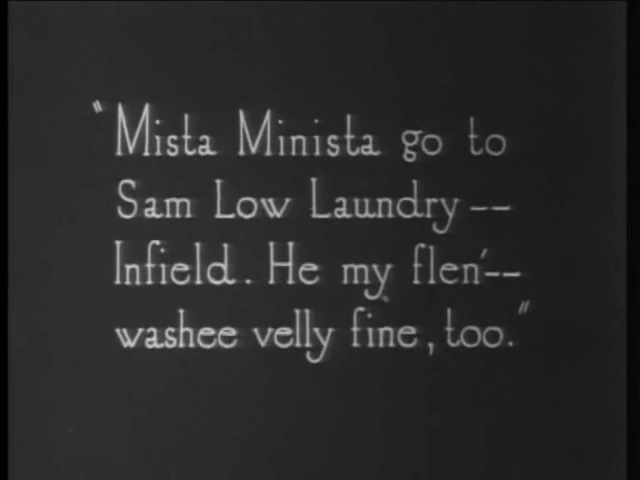 "Mista Minista go to
Sam Low Laundry --
Infield. He my flen'--
washee velly fine, too."